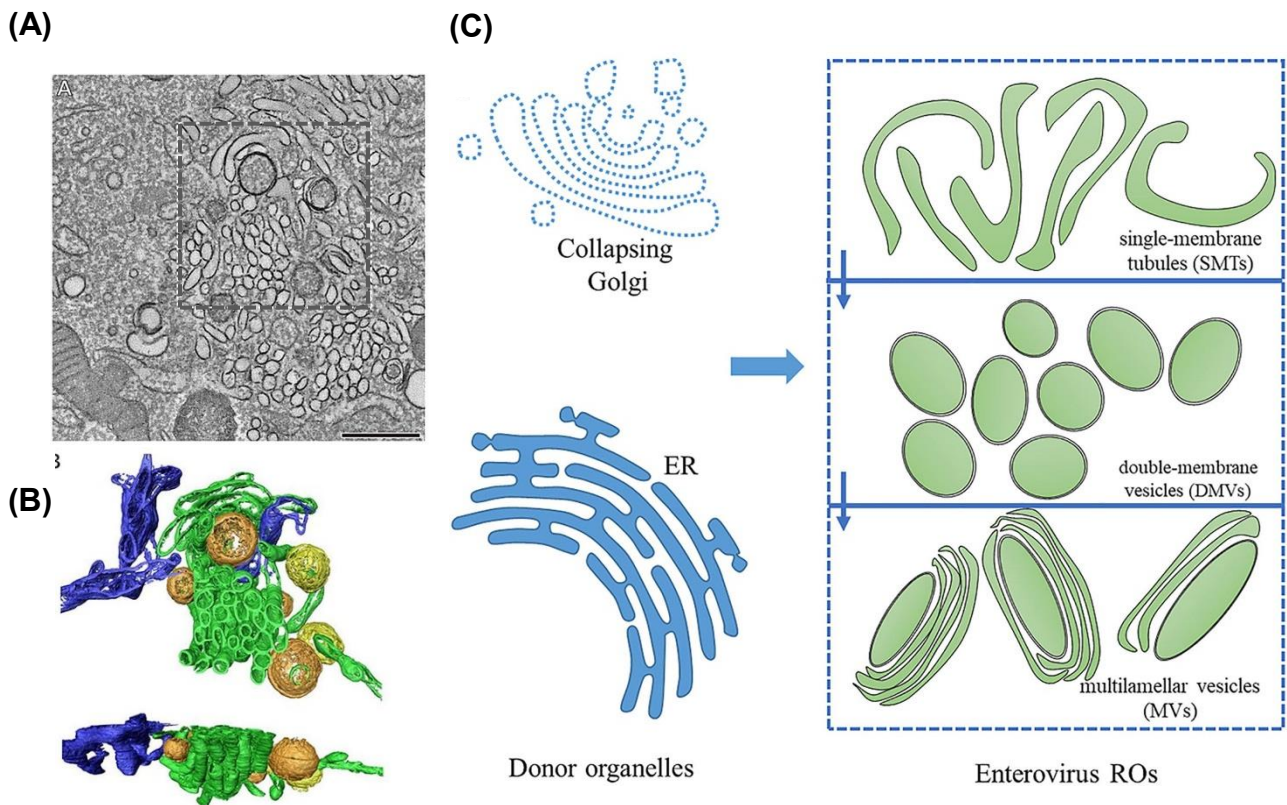 (A)
A
(B)
(C)
Collapsing
Golgi
ER
Donor organelles
single-membrane
tubules (SMTs)
double-membrane
vesicles (DMVs)
multilamellar vesicles
(MVs)
Enterovirus ROs